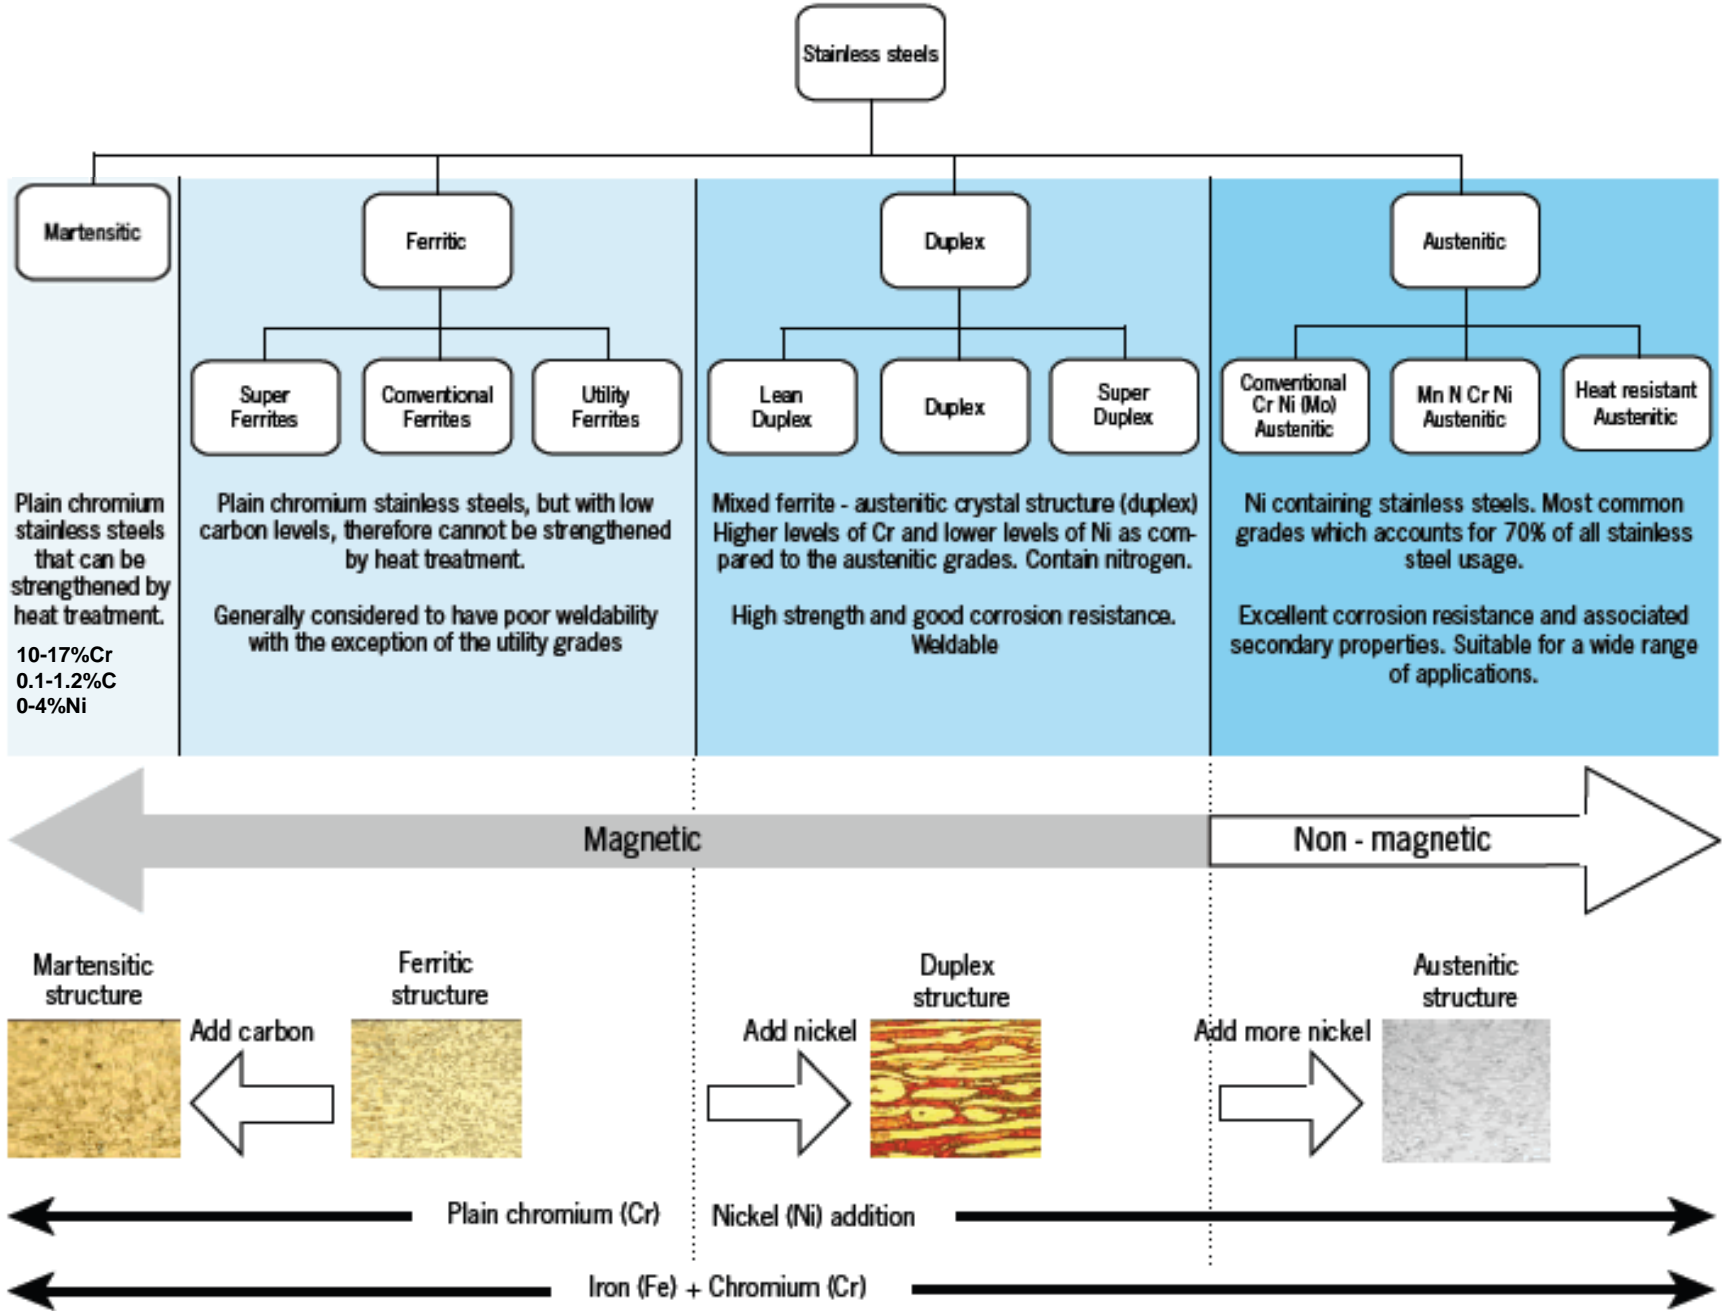 Stainless steels
Martensitic
Ferritic
Duplex
Austenitic
Super
Ferrites
Conventional
Ferrites
Utility
Ferrites
Lean
Duplex
Duplex
Super
Duplex
Conventional
Cr Ni (Mo)
Austenitic
Mn N Cr Ni
Austenitic
Heat resistant
Austenitic
Plain chromium
stainless steels
that can be
strengthened by
heat treatment.
10-17%Cr
0.1-1.2%C
0-4%Ni
Plain chromium stainless steels, but with low
carbon levels, therefore cannot be strengthened
by heat treatment.
Generally considered to have poor weldability
with the exception of the utility grades
Mixed ferrite - austenitic crystal structure (duplex)
Higher levels of Cr and lower levels of Ni as com-
pared to the austenitic grades. Contain nitrogen.
High strength and good corrosion resistance.
Weldable
Ni containing stainless steels. Most common
grades which accounts for 70% of all stainless
steel usage.
Excellent corrosion resistance and associated
secondary properties. Suitable for a wide range
of applications.
Magnetic
Non - magnetic
Martensitic
structure
Ferritic
structure
Duplex
structure
Austenitic
structure
Add carbon
Add nickel
Add more nickel
Plain chromium (Cr)
Nickel (Ni) addition
Iron (Fe) + Chromium (Cr)